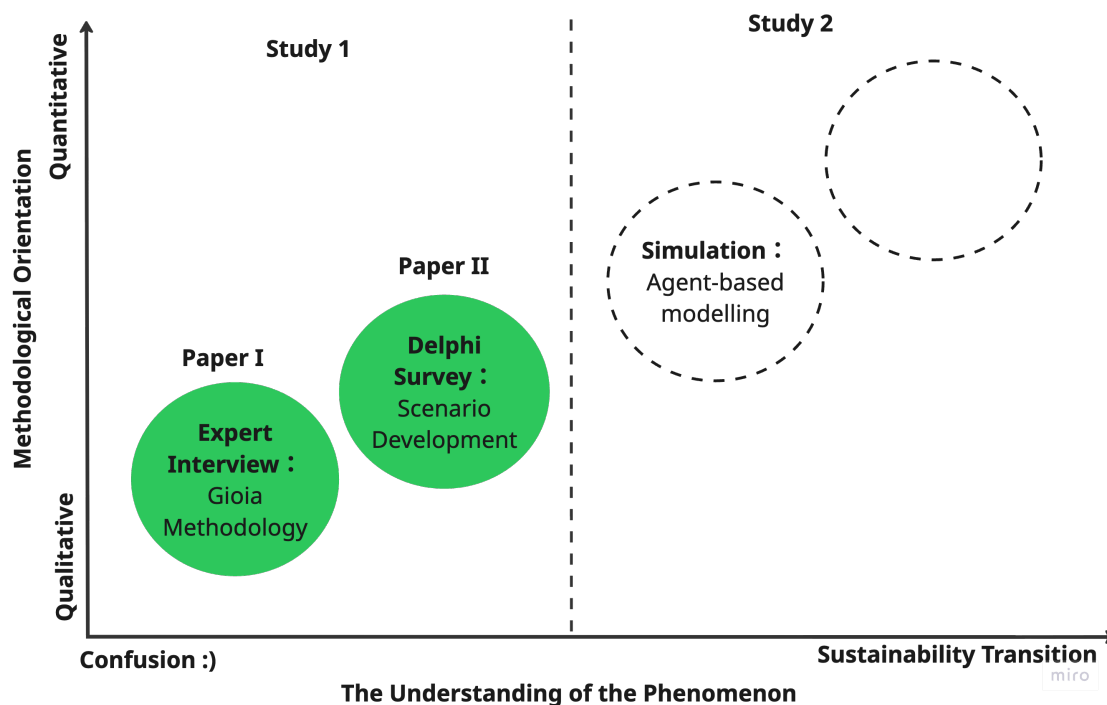 Study 1
Study 2
Quantitative
Methodological Orientation
Qualitative
Paper I
Expert
Interview：
Gioia
Methodology
Paper II
Delphi
Survey：
Scenario
Development
Simulation：
Agent-based
modelling
Confusion :)
Sustainability Transition
The Understanding of the Phenomenon
miro